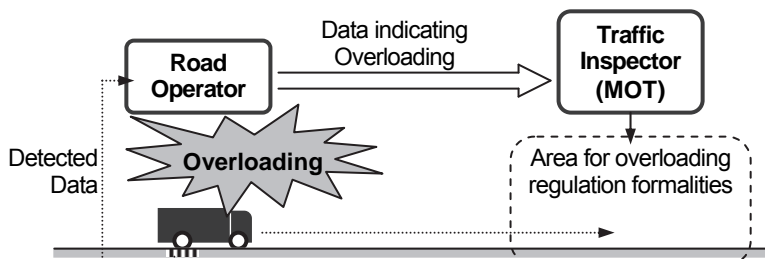 Road
Operator
Data indicating
Overloading
Traffic
Inspector
(MOT)
Detected
Data
Overloading
Area for overloading
regulation formalities